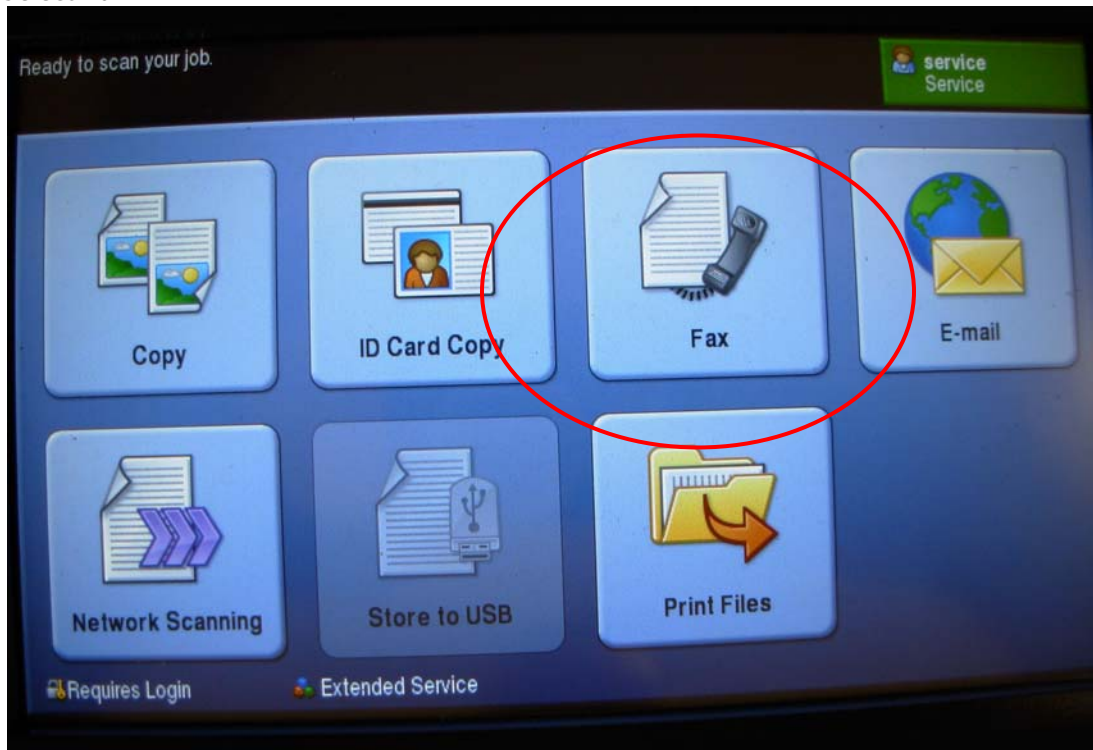 Ready to scan your job.
service
Service
Copy
ID Card Copy
Fax
E-mail
Network Scanning
Store to USB
Print Files
Requires Login
Extended Service